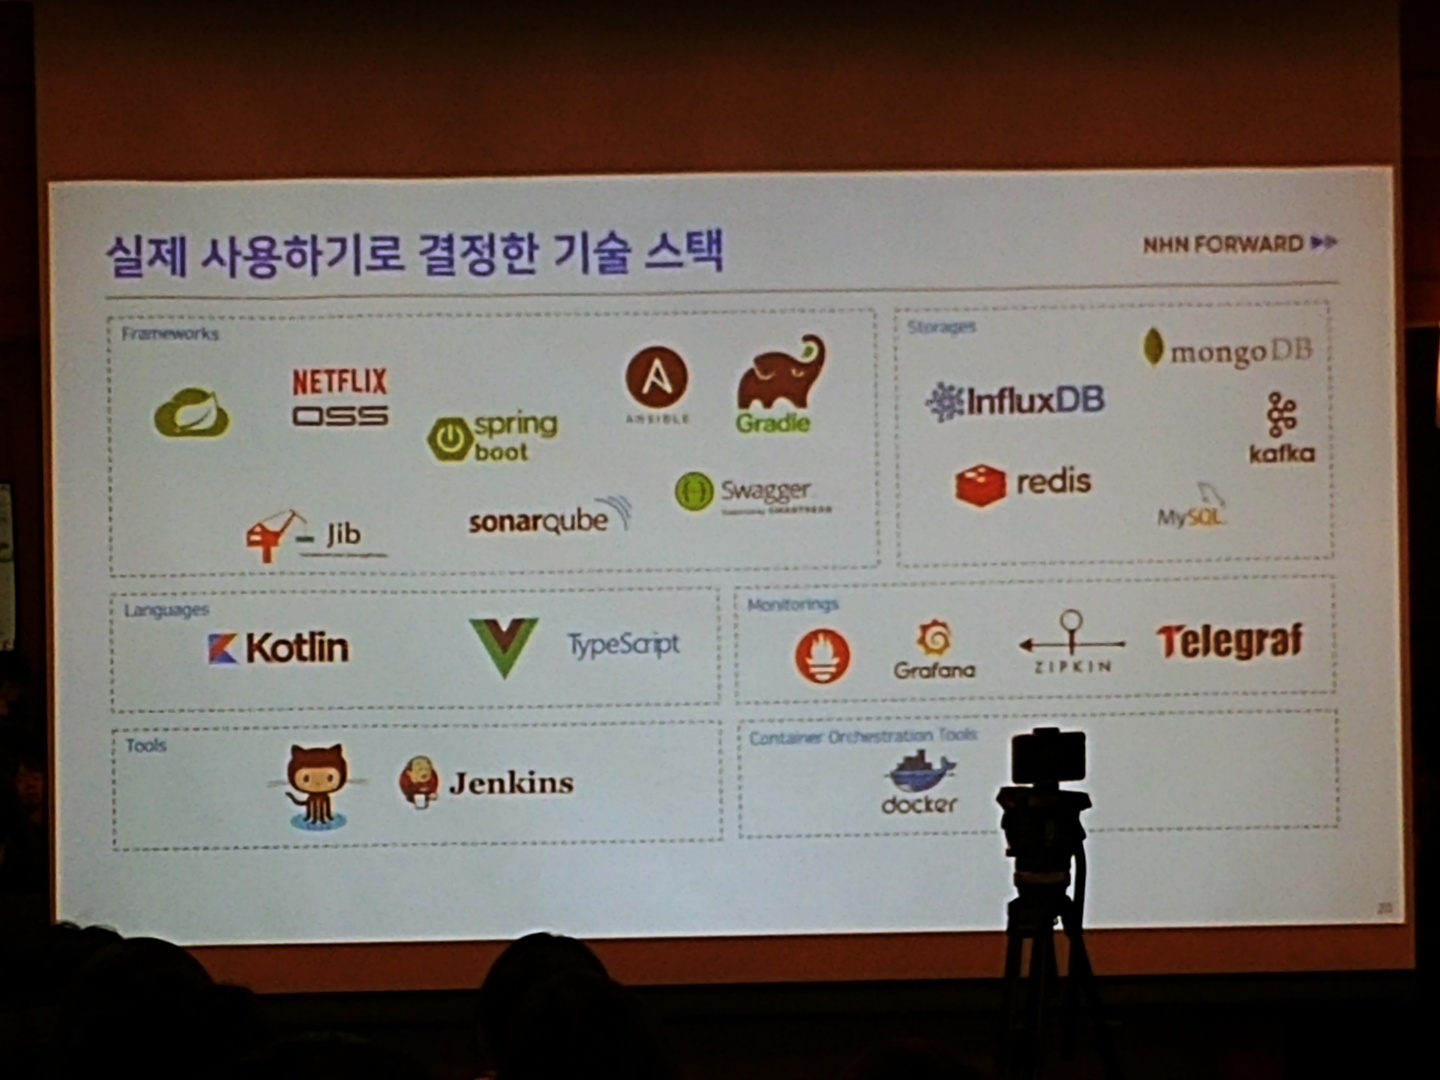 실제 사용하기로 결정한 기술 스택
NHN FORWARD
Frameworks
NETFLIX
OSS
spring
boot
ANSIBLE
Gradle
Jib
sonarqube
Swagger
Storages
mongoDB
InfluxDB
kafka
redis
MySQL
Languages
Kotlin
TypeScript
Monitorings
Grafana
ZIPKIN
Telegraf
Tools
Jenkins
Container Orchestration Tools
docker